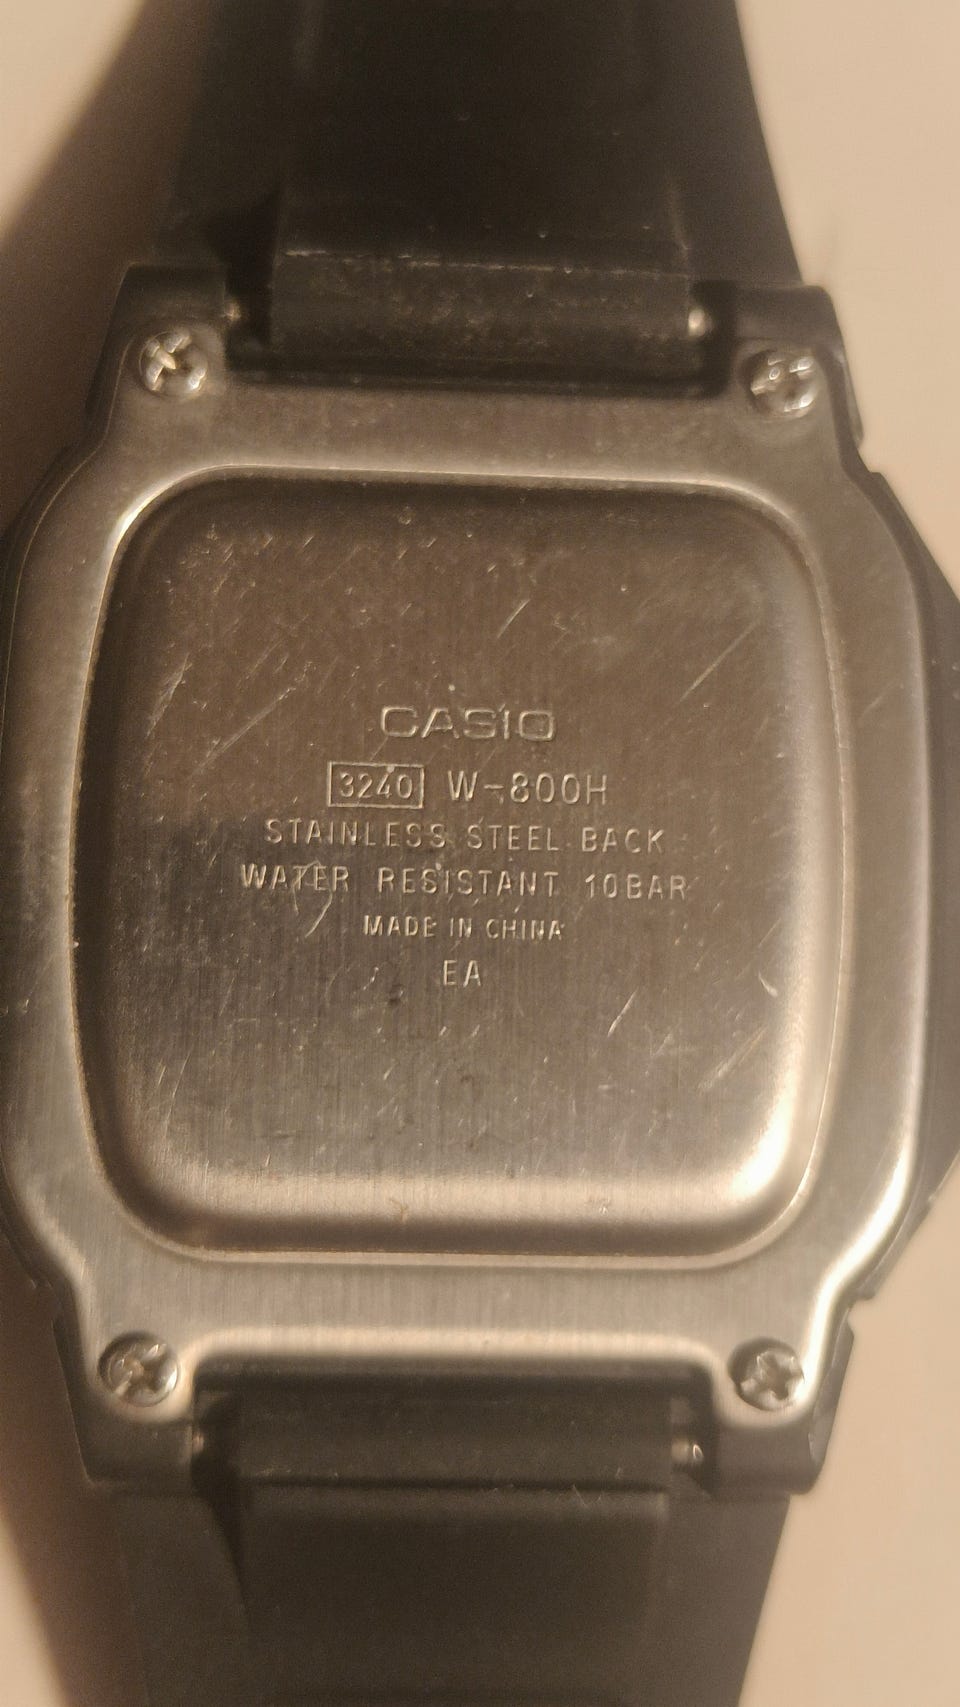 CASIO
3240 W-800H
STAINLESS STEEL BACK
WATER RESISTANT 10BAR
MADE IN CHINA
EA